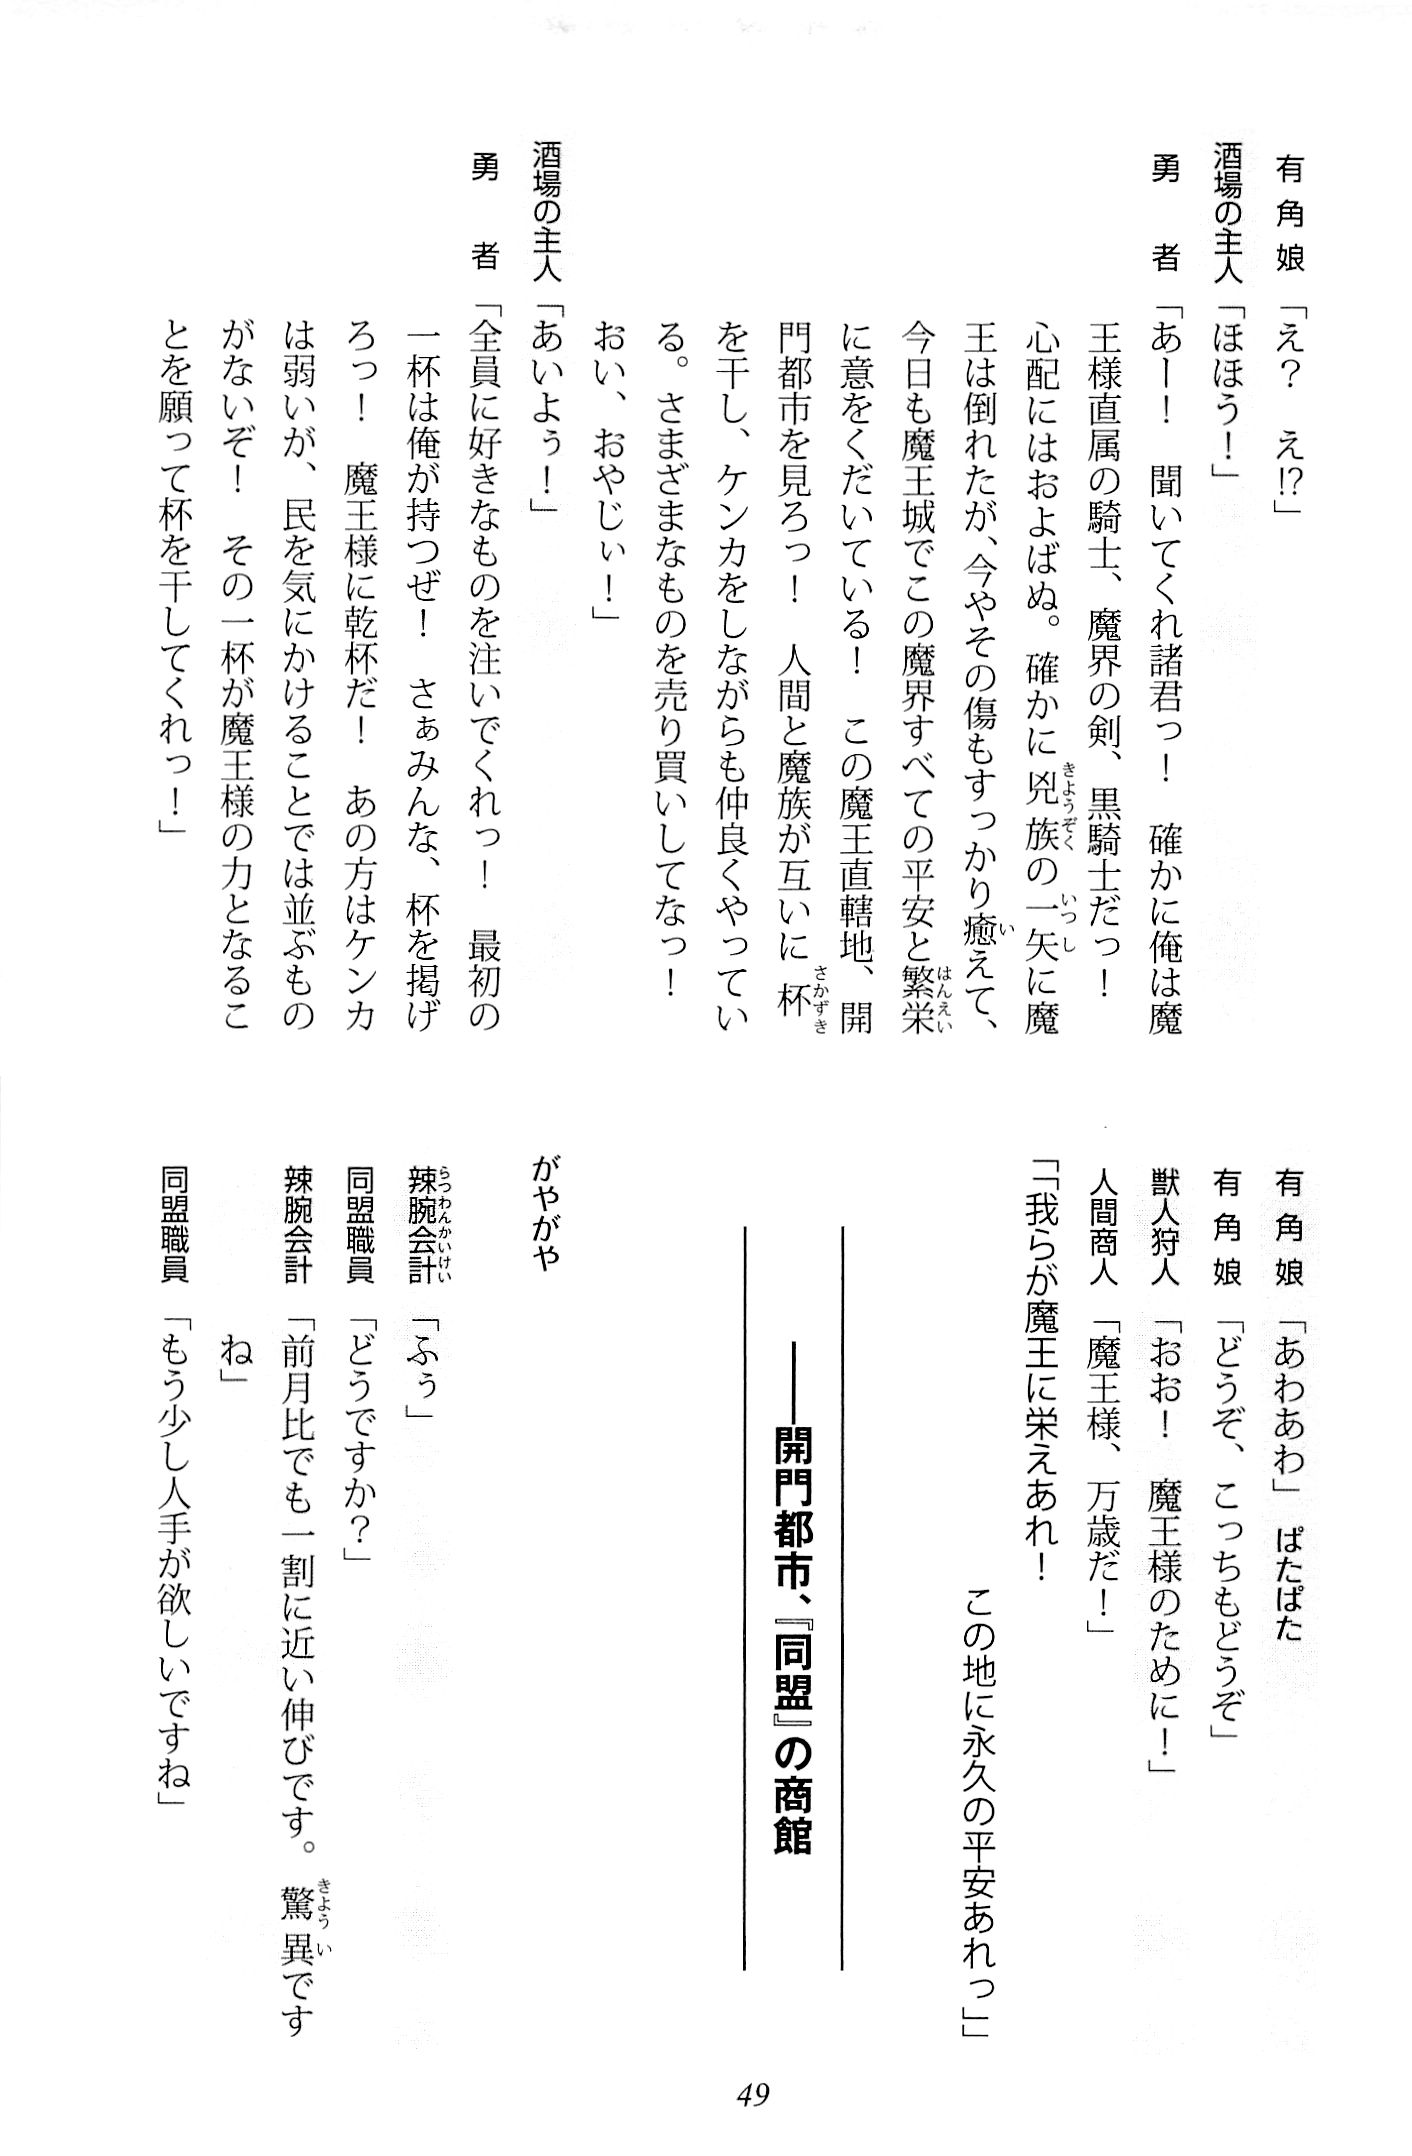 有角娘「え？　え!?」
酒場の主人「ほほう！」
勇　者「あー！　聞いてくれ諸君っ！　確かに俺は魔
王様直属の騎士、魔界の剣、黒騎士だっ！
心配にはおよばぬ。確かに兇族の一矢に魔
王は倒れたが、今やその傷もすっかり癒えて、
今日も魔王城でこの魔界すべての平安と繁栄
に意をくだいている！　この魔王直轄地、開
門都市を見ろっ！　人間と魔族が互いに杯
を干し、ケンカをしながらも仲良くやってい
る。さまざまなものを売り買いしてなっ！
おい、おやじぃ！」
酒場の主人「あいよぅ！」
勇　者「全員に好きなものを注いでくれっ！　最初の
一杯は俺が持つぜ！　さぁみんな、杯を掲げ
ろっ！　魔王様に乾杯だ！　あの方はケンカ
は弱いが、民を気にかけることでは並ぶもの
がないぞ！　その一杯が魔王様の力となるこ
とを願って杯を干してくれっ！」
有角娘「あわあわ」ぱたぱた
有角娘「どうぞ、こっちもどうぞ」
獣人狩人「おお！　魔王様のために！」
人間商人「魔王様、万歳だ！」
「「我らが魔王に栄えあれ！
この地に永久の平安あれっ」」
――開門都市、『同盟』の商館
がやがや
辣腕会計「ふぅ」
同盟職員「どうですか？」
辣腕会計「前月比でも一割に近い伸びです。驚異です
ね」
同盟職員「もう少し人手が欲しいですね」
49